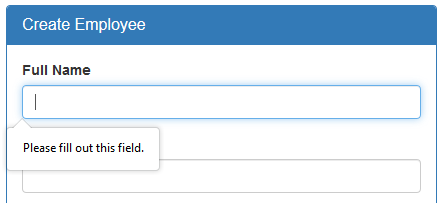 Create Employee
Full Name
Please fill out this field.